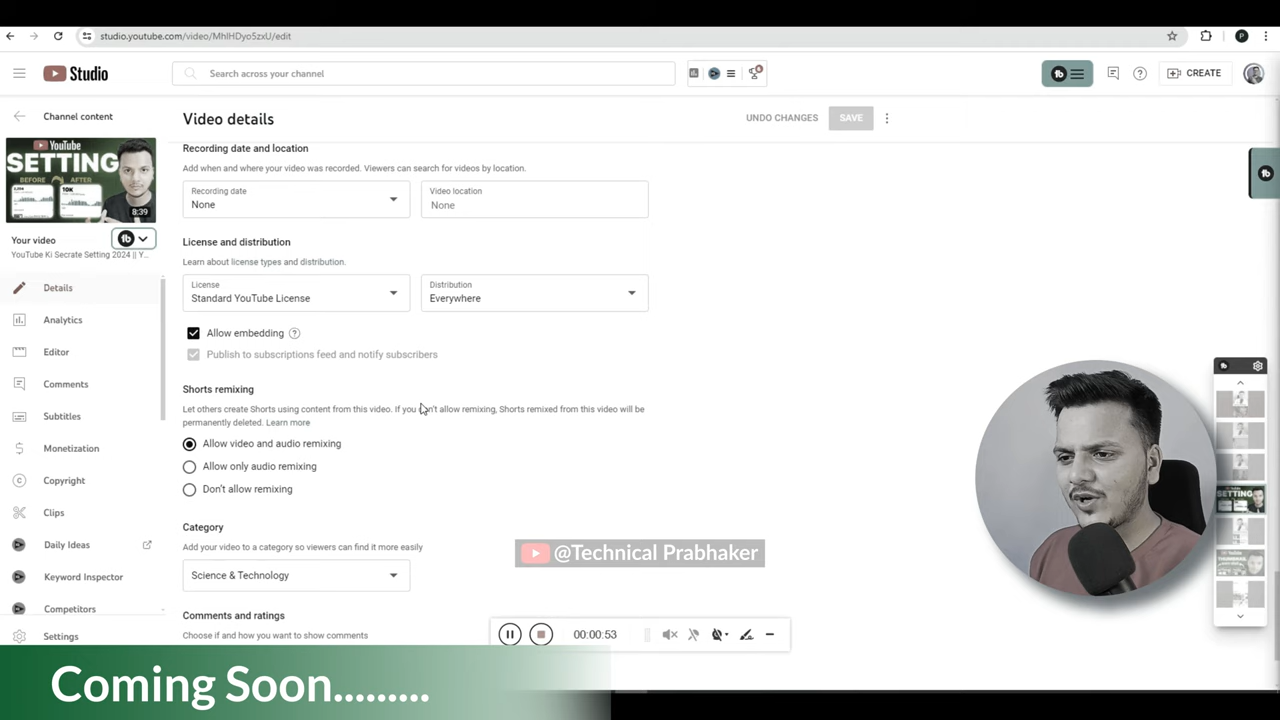 studio.youtube.com/video/MhlHDyo5zxU/edit
P
Studio
Search across your channel
CREATE
Channel content
Video details
UNDO CHANGES
SAVE
YouTube
SETTING
BEFORE AFTER
10K
8:39
Your video
YouTube Ki Secrate Setting 2024 || Y...
Details
Analytics
Editor
Comments
Subtitles
Monetization
Copyright
Clips
Daily Ideas
Keyword Inspector
Competitors
Settings
Recording date and location
Add when and where your video was recorded. Viewers can search for videos by location.
Recording date
None
Video location
None
License and distribution
Learn about license types and distribution.
License
Standard YouTube License
Distribution
Everywhere
Allow embedding
Publish to subscriptions feed and notify subscribers
Shorts remixing
Let others create Shorts using content from this video. If you don't allow remixing, Shorts remixed from this video will be
permanently deleted. Learn more
Allow video and audio remixing
Allow only audio remixing
Don't allow remixing
Category
Add your video to a category so viewers can find it more easily
Science & Technology
Comments and ratings
Choose if and how you want to show comments
@Technical Prabhaker
00:00:53
SETTING
Coming Soon.........